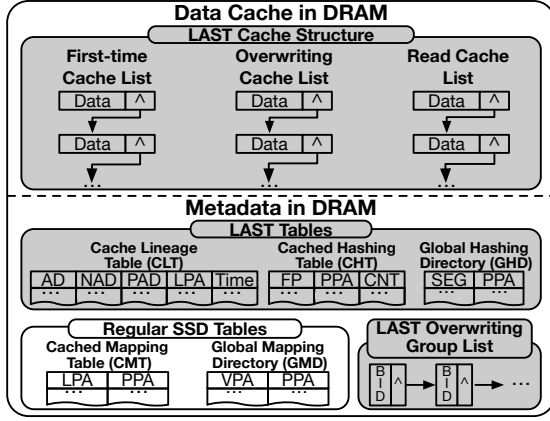 Data Cache in DRAM
LAST Cache Structure
First-time Cache List
Overwriting Cache List
Read Cache List
Data ^
Data ^
Data ^
Data ^
Data ^
Data ^
... ... ...
Metadata in DRAM
LAST Tables
Cache Lineage Table (CLT)
Cached Hashing Table (CHT)
Global Hashing Directory (GHD)
AD NAD PAD LPA Time
... ... ... ... ...
FP PPA CNT
... ... ...
SEG PPA
... ...
Regular SSD Tables
Cached Mapping Table (CMT)
Global Mapping Directory (GMD)
LPA PPA
... ...
VPA PPA
... ...
LAST Overwriting
Group List
BID ^
BID ^
...